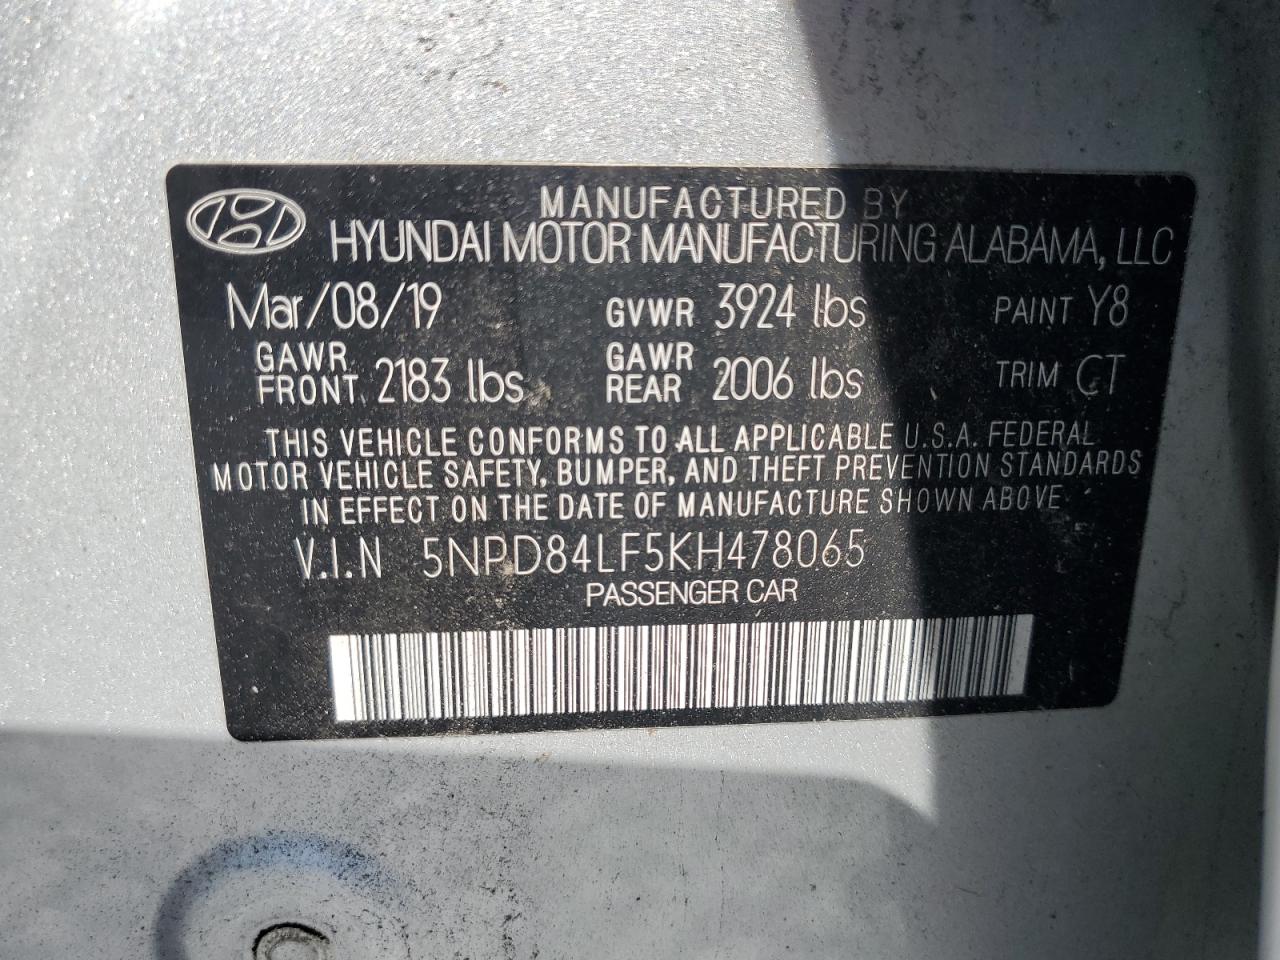 MANUFACTURED BY
HYUNDAI MOTOR MANUFACTURING ALABAMA, LLC
Mar/08/19 GVWR 3924 lbs PAINT Y8
GAWR FRONT 2183 lbs GAWR REAR 2006 lbs TRIM CT
THIS VEHICLE CONFORMS TO ALL APPLICABLE U.S.A. FEDERAL
MOTOR VEHICLE SAFETY, BUMPER, AND THEFT PREVENTION STANDARDS
IN EFFECT ON THE DATE OF MANUFACTURE SHOWN ABOVE
V.I.N 5NPD84LF5KH478065
PASSENGER CAR